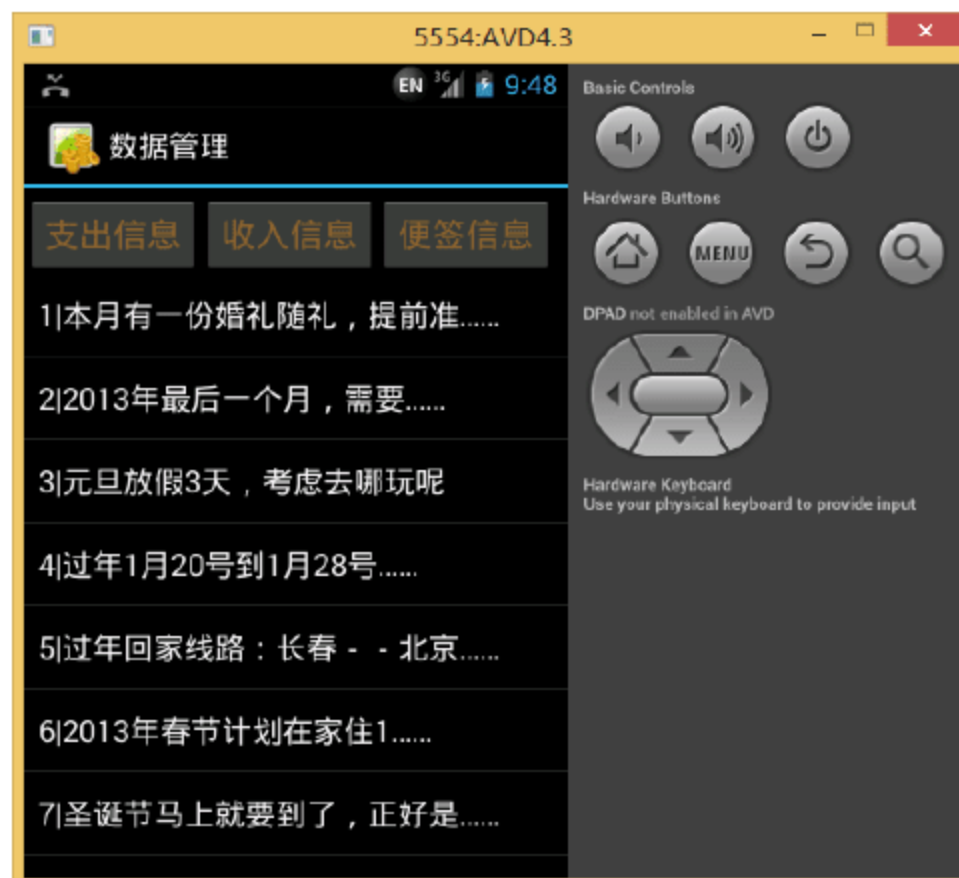 5554:AVD4.3
EN 3G 9:48
数据管理
支出信息 收入信息 便签信息
1|本月有一份婚礼随礼，提前准......
2|2013年最后一个月，需要......
3|元旦放假3天，考虑去哪玩呢
4|过年1月20号到1月28号......
5|过年回家线路：长春 - - 北京......
6|2013年春节计划在家住1......
7|圣诞节马上就要到了，正好是......
Basic Controls
Hardware Buttons
MENU
DPAD not enabled in AVD
Hardware Keyboard
Use your physical keyboard to provide input